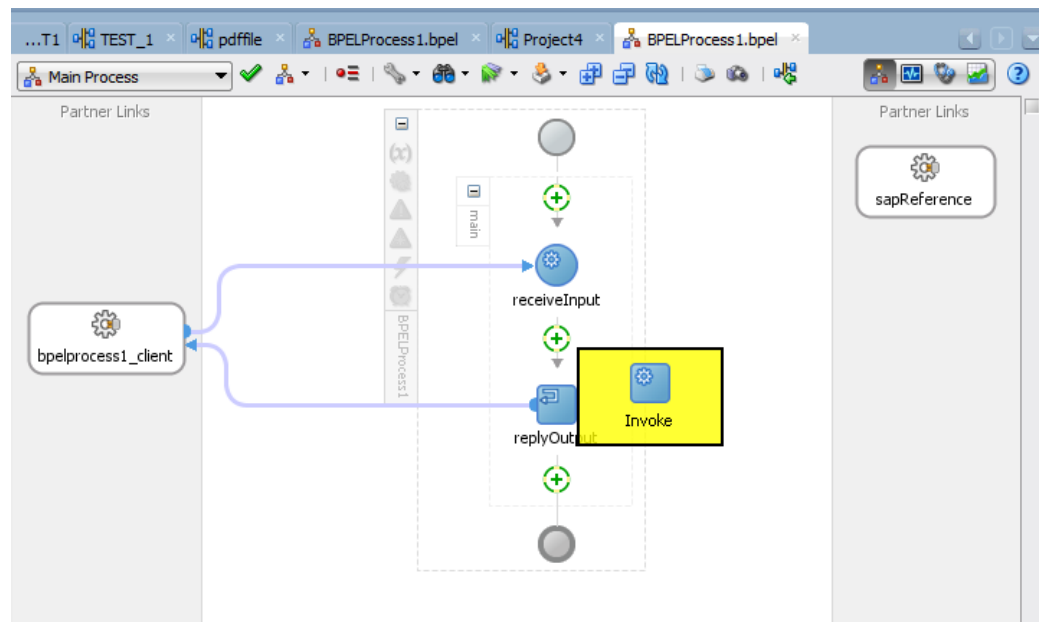 ...T1 TEST_1 pdffile BPELProcess1.bpel Project4 BPELProcess1.bpel
Main Process
Partner Links
Partner Links
(x)
sapReference
main
receiveInput
bpelprocess1_client
BPELProcess1
Invoke
replyOutput